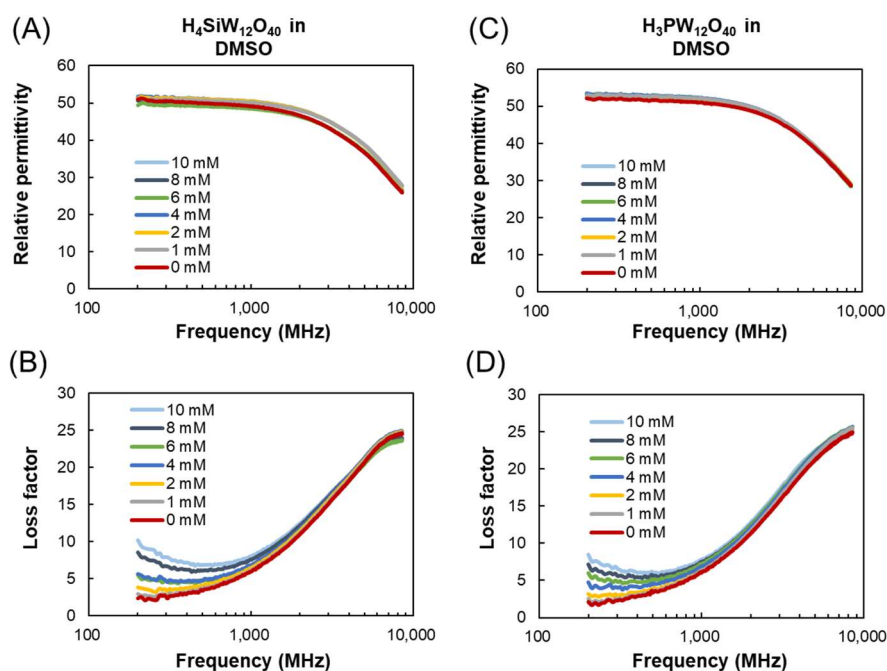 (A)
H₄SiW₁₂O₄₀ in
DMSO
Relative permittivity
60
50
40
30
20
10
0
10 mM
8 mM
6 mM
4 mM
2 mM
1 mM
0 mM
100
1,000
10,000
Frequency (MHz)
(C)
H₃PW₁₂O₄₀ in
DMSO
Relative permittivity
60
50
40
30
20
10
0
10 mM
8 mM
6 mM
4 mM
2 mM
1 mM
0 mM
100
1,000
10,000
Frequency (MHz)
(B)
Loss factor
30
25
20
15
10
5
0
10 mM
8 mM
6 mM
4 mM
2 mM
1 mM
0 mM
100
1,000
10,000
Frequency (MHz)
(D)
Loss factor
30
25
20
15
10
5
0
10 mM
8 mM
6 mM
4 mM
2 mM
1 mM
0 mM
100
1,000
10,000
Frequency (MHz)